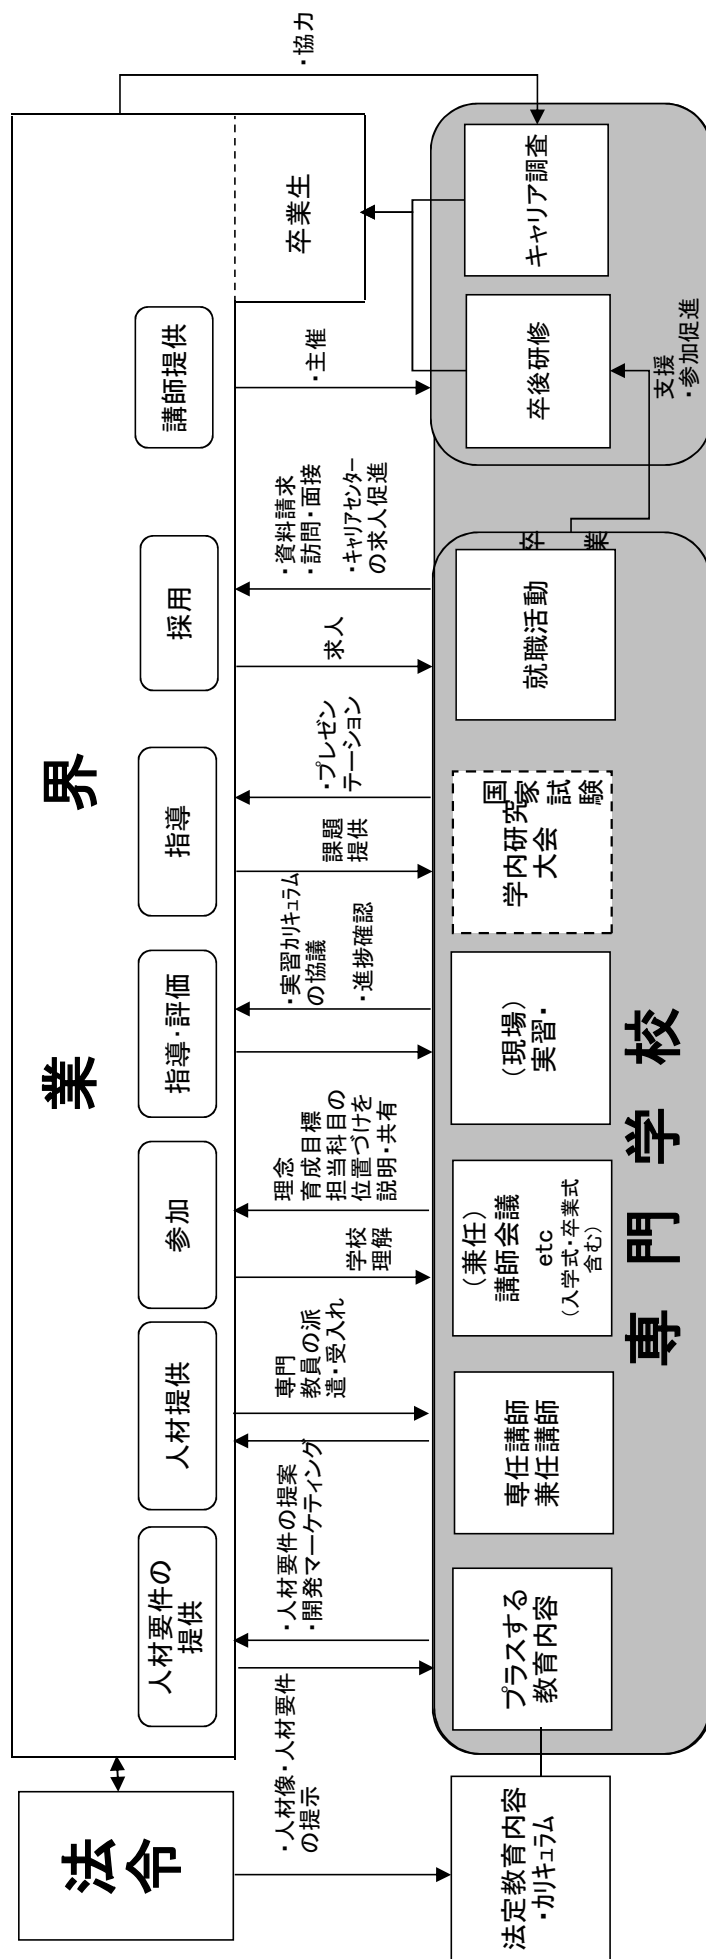 法令
業界
人材要件の
提供
人材提供
参加
指導・評価
指導
採用
講師提供
卒業生
・協力
・人材像・人材要件
の提示
・人材要件の提案
・開発マーケティング
専門
教員の派
遣・受入れ
学校
理解
理念
育成目標
担当科目の
位置づけを
説明・共有
・実習カリキュラム
の協議
・進捗確認
課題
提供
・プレゼン
テーション
求人
・資料請求
・訪問・面接
・キャリアセンター
の求人促進
・主催
法定教育内容
・カリキュラム
プラスする
教育内容
専任講師
兼任講師
(兼任)
講師会議
etc
(入学式・卒業式
含む)
(現場)
実習・
学内研究
大会
国家試験
就職活動
卒業
卒後研修
キャリア調査
支援
・参加促進
専門学校